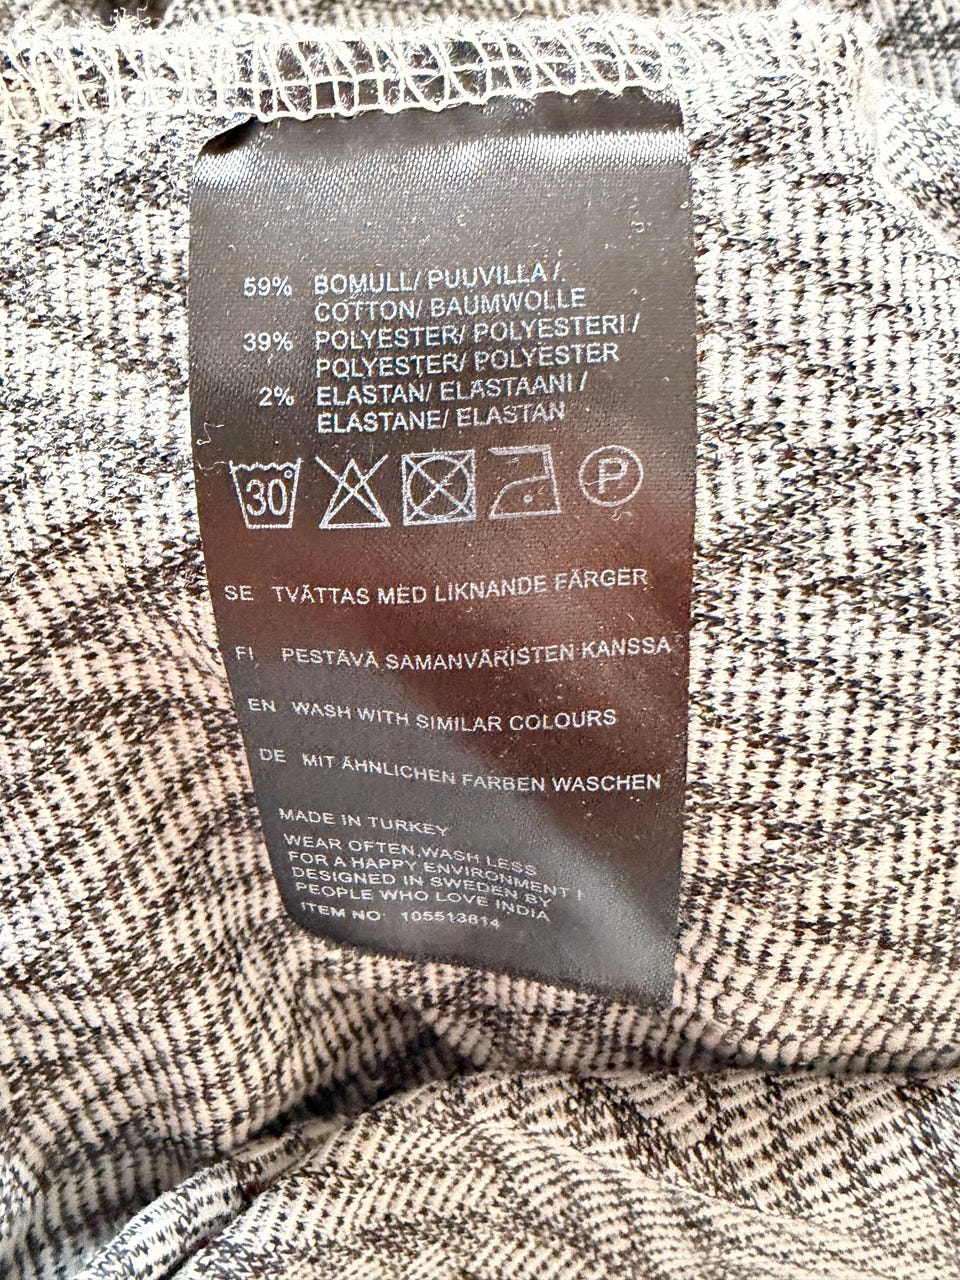 59% BOMULL/ PUUVILLA /
COTTON/ BAUMWOLLE
39% POLYESTER/ POLYESTERI /
POLYESTER/ POLYESTER
2% ELASTAN/ ELASTAANI /
ELASTANE/ ELASTAN
30° P
SE TVÄTTAS MED LIKNANDE FÄRGER
FI PESTÄVÄ SAMANVÄRISTEN KANSSA
EN WASH WITH SIMILAR COLOURS
DE MIT ÄHNLICHEN FARBEN WASCHEN
MADE IN TURKEY
WEAR OFTEN, WASH LESS
FOR A HAPPY ENVIRONMENT !
DESIGNED IN SWEDEN BY
PEOPLE WHO LOVE INDIA
ITEM NO: 105513814